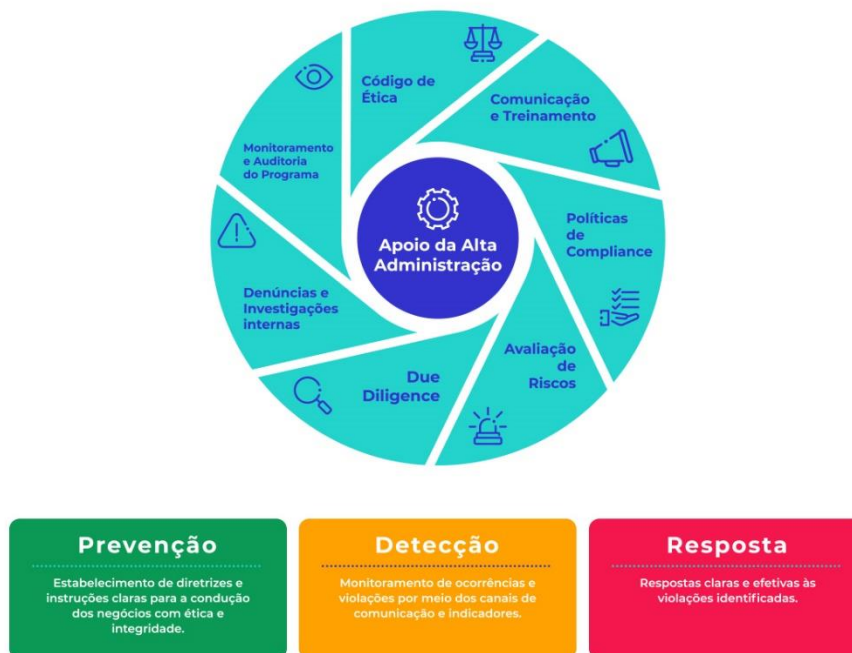 Código de
Ética
Comunicação
e Treinamento
Políticas
de
Compliance
Avaliação
de
Riscos
Due
Diligence
Denúncias e
Investigações
internas
Monitoramento
e Auditoria
do Programa
Apoio da Alta
Administração
Prevenção
Estabelecimento de diretrizes e
instruções claras para a condução
dos negócios com ética e
integridade.
Detecção
Monitoramento de ocorrências e
violações por meio dos canais de
comunicação e indicadores.
Resposta
Respostas claras e efetivas às
violações identificadas.